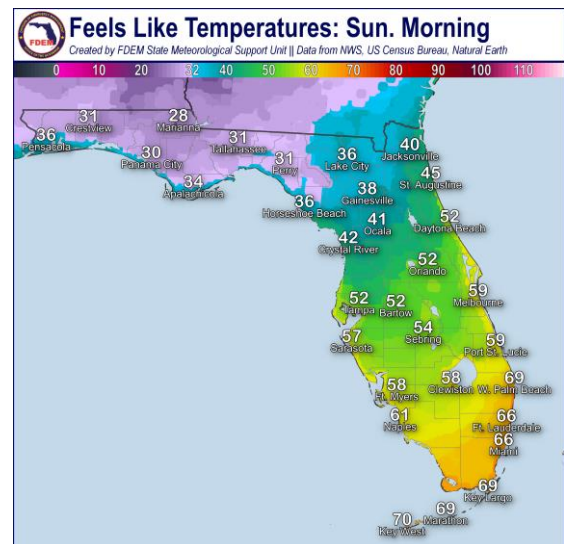 Feels Like Temperatures: Sun. Morning
Created by FDEM State Meteorological Support Unit || Data from NWS, US Census Bureau, Natural Earth
FDEM
0 10 20 32 40 50 60 70 80 90 100 110
31
Crestview
28
Marianna
36
Pensacola
31
Tallahassee
30
Panama City
31
Perry
34
Apalachicola
36
Lake City
40
Jacksonville
45
St. Augustine
38
Gainesville
36
Horseshoe Beach
41
Ocala
52
Daytona Beach
42
Crystal River
52
Orlando
59
Melbourne
52
Tampa
52
Bartow
54
Sebring
57
Sarasota
59
Port St. Lucie
58
Ft. Myers
58
Clewiston
69
W. Palm Beach
61
Naples
66
Ft. Lauderdale
66
Miami
69
Key Largo
69
Marathon
70
Key West